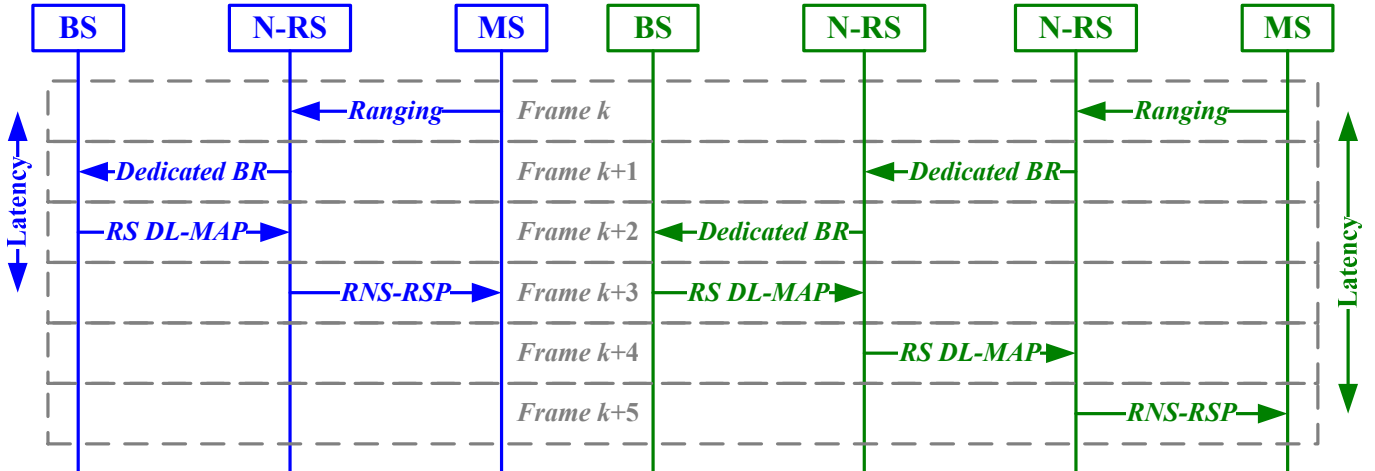 BS N-RS MS BS N-RS N-RS MS
Ranging Frame k Ranging
Dedicated BR Frame k+1 Dedicated BR
RS DL-MAP Frame k+2 Dedicated BR
RNS-RSP Frame k+3 RS DL-MAP
Frame k+4 RS DL-MAP
Frame k+5 RNS-RSP
Latency
Latency